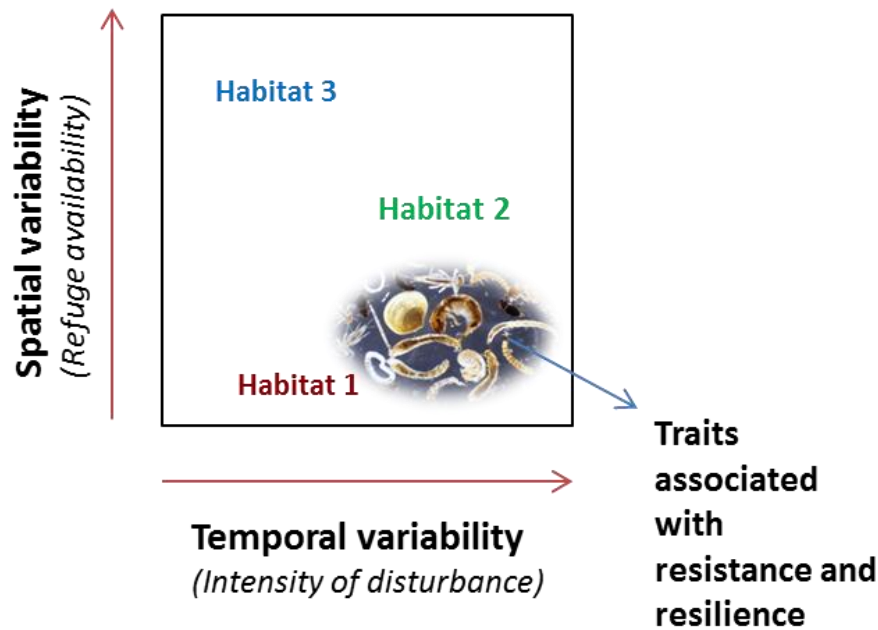 Spatial variability
(Refuge availability)
Habitat 3
Habitat 2
Habitat 1
Temporal variability
(Intensity of disturbance)
Traits
associated
with
resistance and
resilience